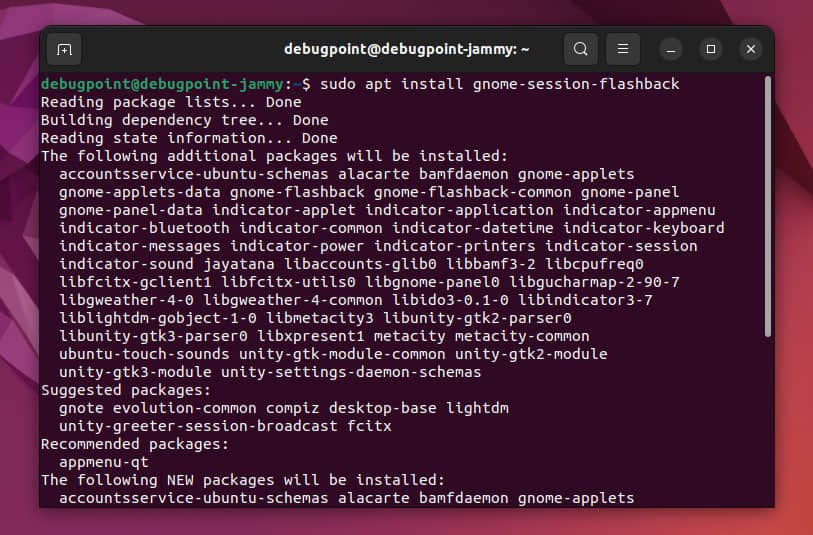 debugpoint@debugpoint-jammy: ~
debugpoint@debugpoint-jammy:~$ sudo apt install gnome-session-flashback
Reading package lists... Done
Building dependency tree... Done
Reading state information... Done
The following additional packages will be installed:
accountsservice-ubuntu-schemas alacarte bamfdaemon gnome-applets
gnome-applets-data gnome-flashback gnome-flashback-common gnome-panel
gnome-panel-data indicator-applet indicator-application indicator-appmenu
indicator-bluetooth indicator-common indicator-datetime indicator-keyboard
indicator-messages indicator-power indicator-printers indicator-session
indicator-sound jayatana libaccounts-glib0 libbamf3-2 libcpufreq0
libfcitx-gclient1 libfcitx-utils0 libgnome-panel0 libgucharmap-2-90-7
libgweather-4-0 libgweather-4-common libido3-0.1-0 libindicator3-7
liblightdm-gobject-1-0 libmetacity3 libunity-gtk2-parser0
libunity-gtk3-parser0 libxpresent1 metacity metacity-common
ubuntu-touch-sounds unity-gtk-module-common unity-gtk2-module
unity-gtk3-module unity-settings-daemon-schemas
Suggested packages:
gnote evolution-common compiz desktop-base lightdm
unity-greeter-session-broadcast fcitx
Recommended packages:
appmenu-qt
The following NEW packages will be installed:
accountsservice-ubuntu-schemas alacarte bamfdaemon gnome-applets